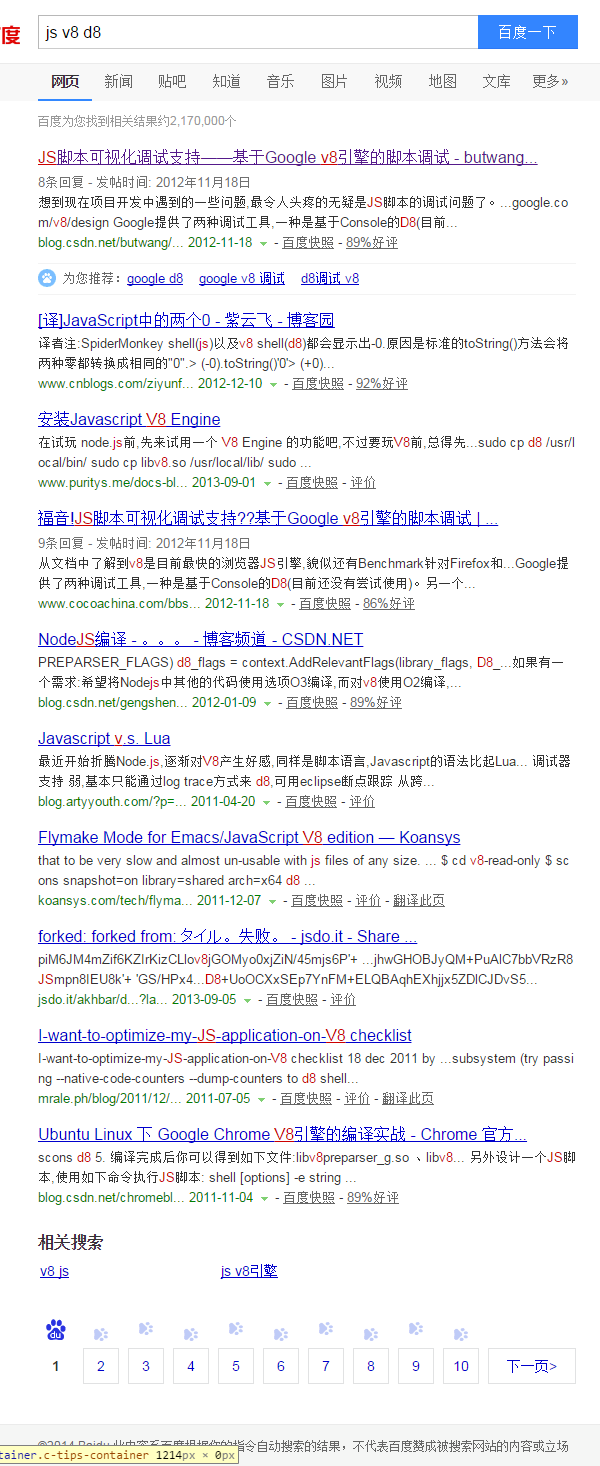 度 js v8 d8 百度一下
网页 新闻 贴吧 知道 音乐 图片 视频 地图 文库 更多»
百度为您找到相关结果约2,170,000个
JS脚本可视化调试支持——基于Google v8引擎的脚本调试 - butwang...
8条回复 - 发帖时间: 2012年11月18日
想到现在项目开发中遇到的一些问题,最令人头疼的无疑是JS脚本的调试问题了。...google.co
m/v8/design Google提供了两种调试工具,一种是基于Console的D8(目前...
blog.csdn.net/butwang/... 2012-11-18 - 百度快照 - 89%好评
为您推荐: google d8 google v8 调试 d8调试 v8
[译]JavaScript中的两个0 - 紫云飞 - 博客园
译者注:SpiderMonkey shell(js)以及v8 shell(d8)都会显示出-0.原因是标准的toString()方法会将
两种零都转换成相同的"0".> (-0).toString()'0'> (+0)...
www.cnblogs.com/ziyunf... 2012-12-10 - 百度快照 - 92%好评
安装Javascript V8 Engine
在试玩 node.js前,先来试用一个 V8 Engine 的功能吧,不过要玩V8前,总得先...sudo cp d8 /usr/l
ocal/bin/ sudo cp libv8.so /usr/local/lib/ sudo ...
www.puritys.me/docs-bl... 2013-09-01 - 百度快照 - 评价
福音!JS脚本可视化调试支持??基于Google v8引擎的脚本调试 | ...
9条回复 - 发帖时间: 2012年11月18日
从文档中了解到v8是目前最快的浏览器JS引擎,貌似还有Benchmark针对Firefox和...Google提
供了两种调试工具,一种是基于Console的D8(目前还没有尝试使用)。另一个...
www.cocoachina.com/bbs... 2012-11-18 - 百度快照 - 86%好评
NodeJS编译 - 。。。 - 博客频道 - CSDN.NET
PREPARSER_FLAGS) d8_flags = context.AddRelevantFlags(library_flags, D8_...如果有一
个需求:希望将Nodejs中其他的代码使用选项O3编译,而对v8使用O2编译,...
blog.csdn.net/gengshen... 2012-01-09 - 百度快照 - 89%好评
Javascript v.s. Lua
最近开始折腾Node.js,逐渐对V8产生好感,同样是脚本语言,Javascript的语法比起Lua... 调试器
支持 弱,基本只能通过log trace方式来 d8,可用eclipse断点跟踪 从跨...
blog.artyyouth.com/?p=... 2011-04-20 - 百度快照 - 评价
Flymake Mode for Emacs/JavaScript V8 edition — Koansys
that to be very slow and almost un-usable with js files of any size. ... $ cd v8-read-only $ sc
ons snapshot=on library=shared arch=x64 d8 ...
koansys.com/tech/flyma... 2011-12-07 - 百度快照 - 评价 - 翻译此页
forked: forked from: タイル。失败。 - jsdo.it - Share ...
piM6JM4mZif6KZIrKizCLlov8jGOMyo0xjZiN/45mjs6P'+ ...jhwGHOBJyQM+PuAlC7bbVRzR8
JSmpn8IEU8k'+ 'GS/HPx4...D8+UoOCXxSEp7YnFM+ELQBAqhEXhjjx5ZDlCJDvS5...
jsdo.it/akhbar/d...?la... 2013-09-05 - 百度快照 - 评价
I-want-to-optimize-my-JS-application-on-V8 checklist
I-want-to-optimize-my-JS-application-on-V8 checklist 18 dec 2011 by ...subsystem (try passi
ng --native-code-counters --dump-counters to d8 shell...
mrale.ph/blog/2011/12/... 2011-07-05 - 百度快照 - 评价 - 翻译此页
Ubuntu Linux 下 Google Chrome V8引擎的编译实战 - Chrome 官方...
scons d8 5. 编译完成后你可以得到如下文件:libv8preparser_g.so 、libv8... 另外设计一个JS脚
本,使用如下命令执行JS脚本: shell [options] -e string ...
blog.csdn.net/chromebl... 2011-11-04 - 百度快照 - 89%好评
相关搜索
v8 js js v8引擎
du
1 2 3 4 5 6 7 8 9 10 下一页>
©2014 Baidu 此内容系百度根据你的指令自动搜索的结果，不代表百度赞成被搜索网站的内容或立场
tainer.c-tips-container 1214px × 0px